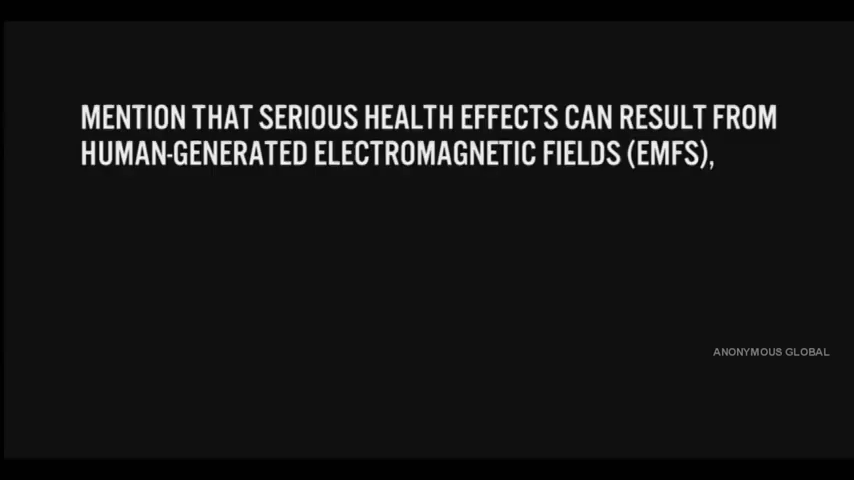 MENTION THAT SERIOUS HEALTH EFFECTS CAN RESULT FROM
HUMAN-GENERATED ELECTROMAGNETIC FIELDS (EMFS),
ANONYMOUS GLOBAL